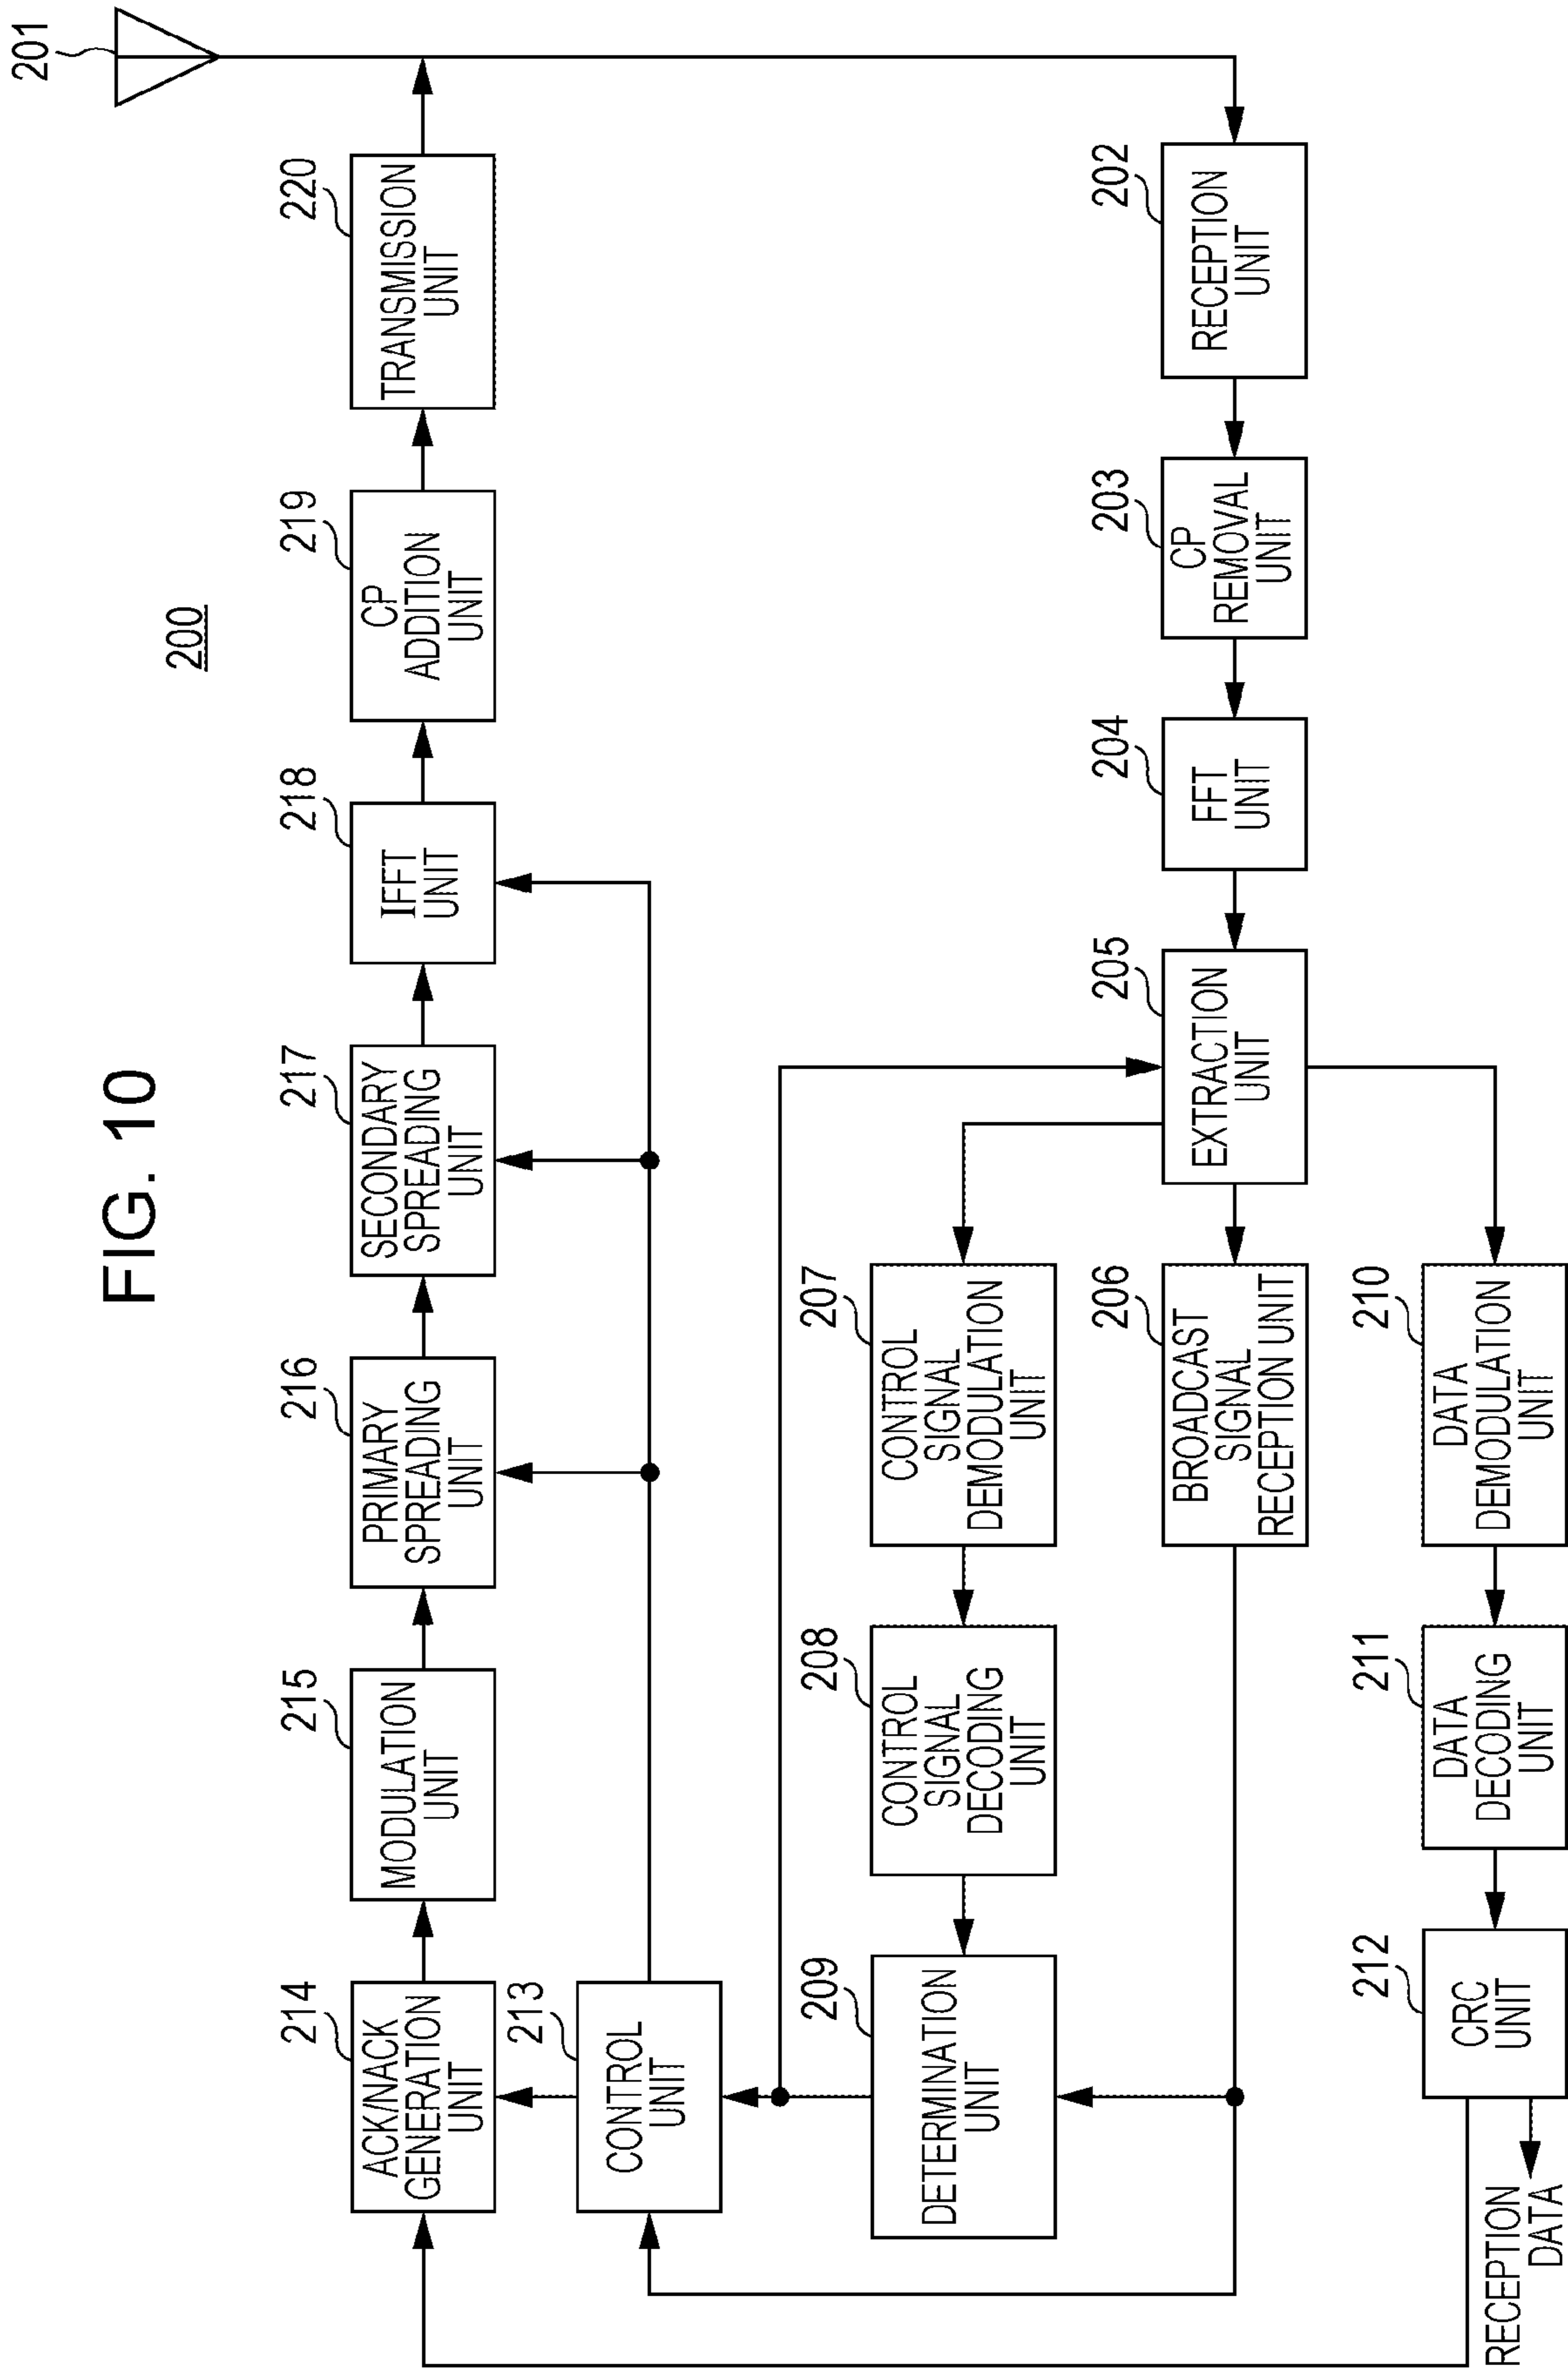 FIG. 10
200
201
220
TRANSMISSION
UNIT
219
CP
ADDITION
UNIT
218
IFFT
UNIT
217
SECONDARY
SPREADING
UNIT
216
PRIMARY
SPREADING
UNIT
215
MODULATION
UNIT
214
ACK/NACK
GENERATION
UNIT
213
CONTROL
UNIT
209
DETERMINATION
UNIT
208
CONTROL
SIGNAL
DECODING
UNIT
207
CONTROL
SIGNAL
DEMODULATION
UNIT
206
BROADCAST
SIGNAL
RECEPTION UNIT
205
EXTRACTION
UNIT
204
FFT
UNIT
203
CP
REMOVAL
UNIT
202
RECEPTION
UNIT
212
CRC
UNIT
211
DATA
DECODING
UNIT
210
DATA
DEMODULATION
UNIT
RECEPTION
DATA